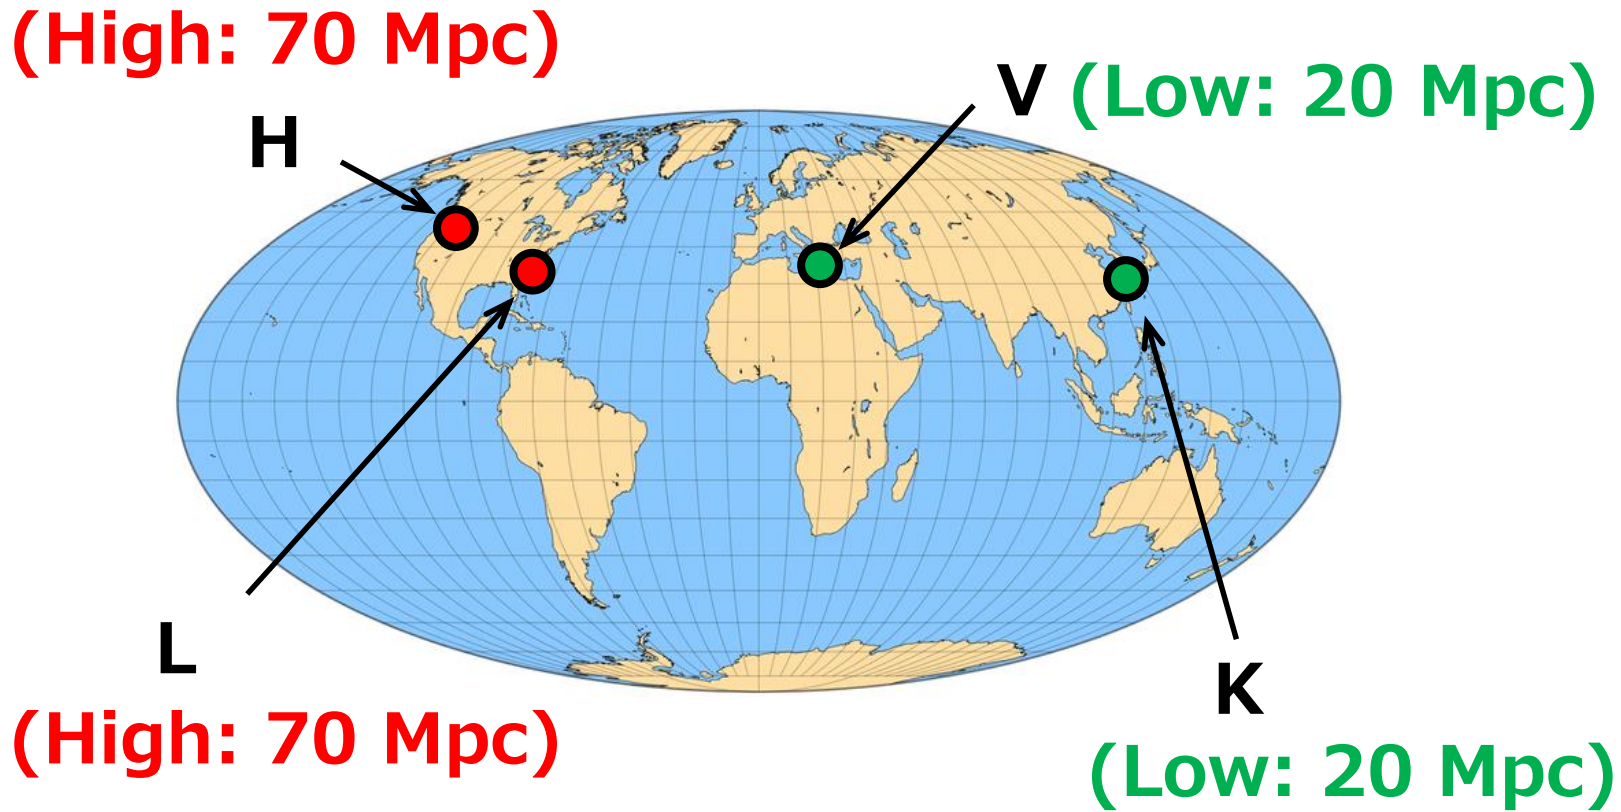 (High: 70 Mpc)
H
V (Low: 20 Mpc)
L
(High: 70 Mpc)
K
(Low: 20 Mpc)